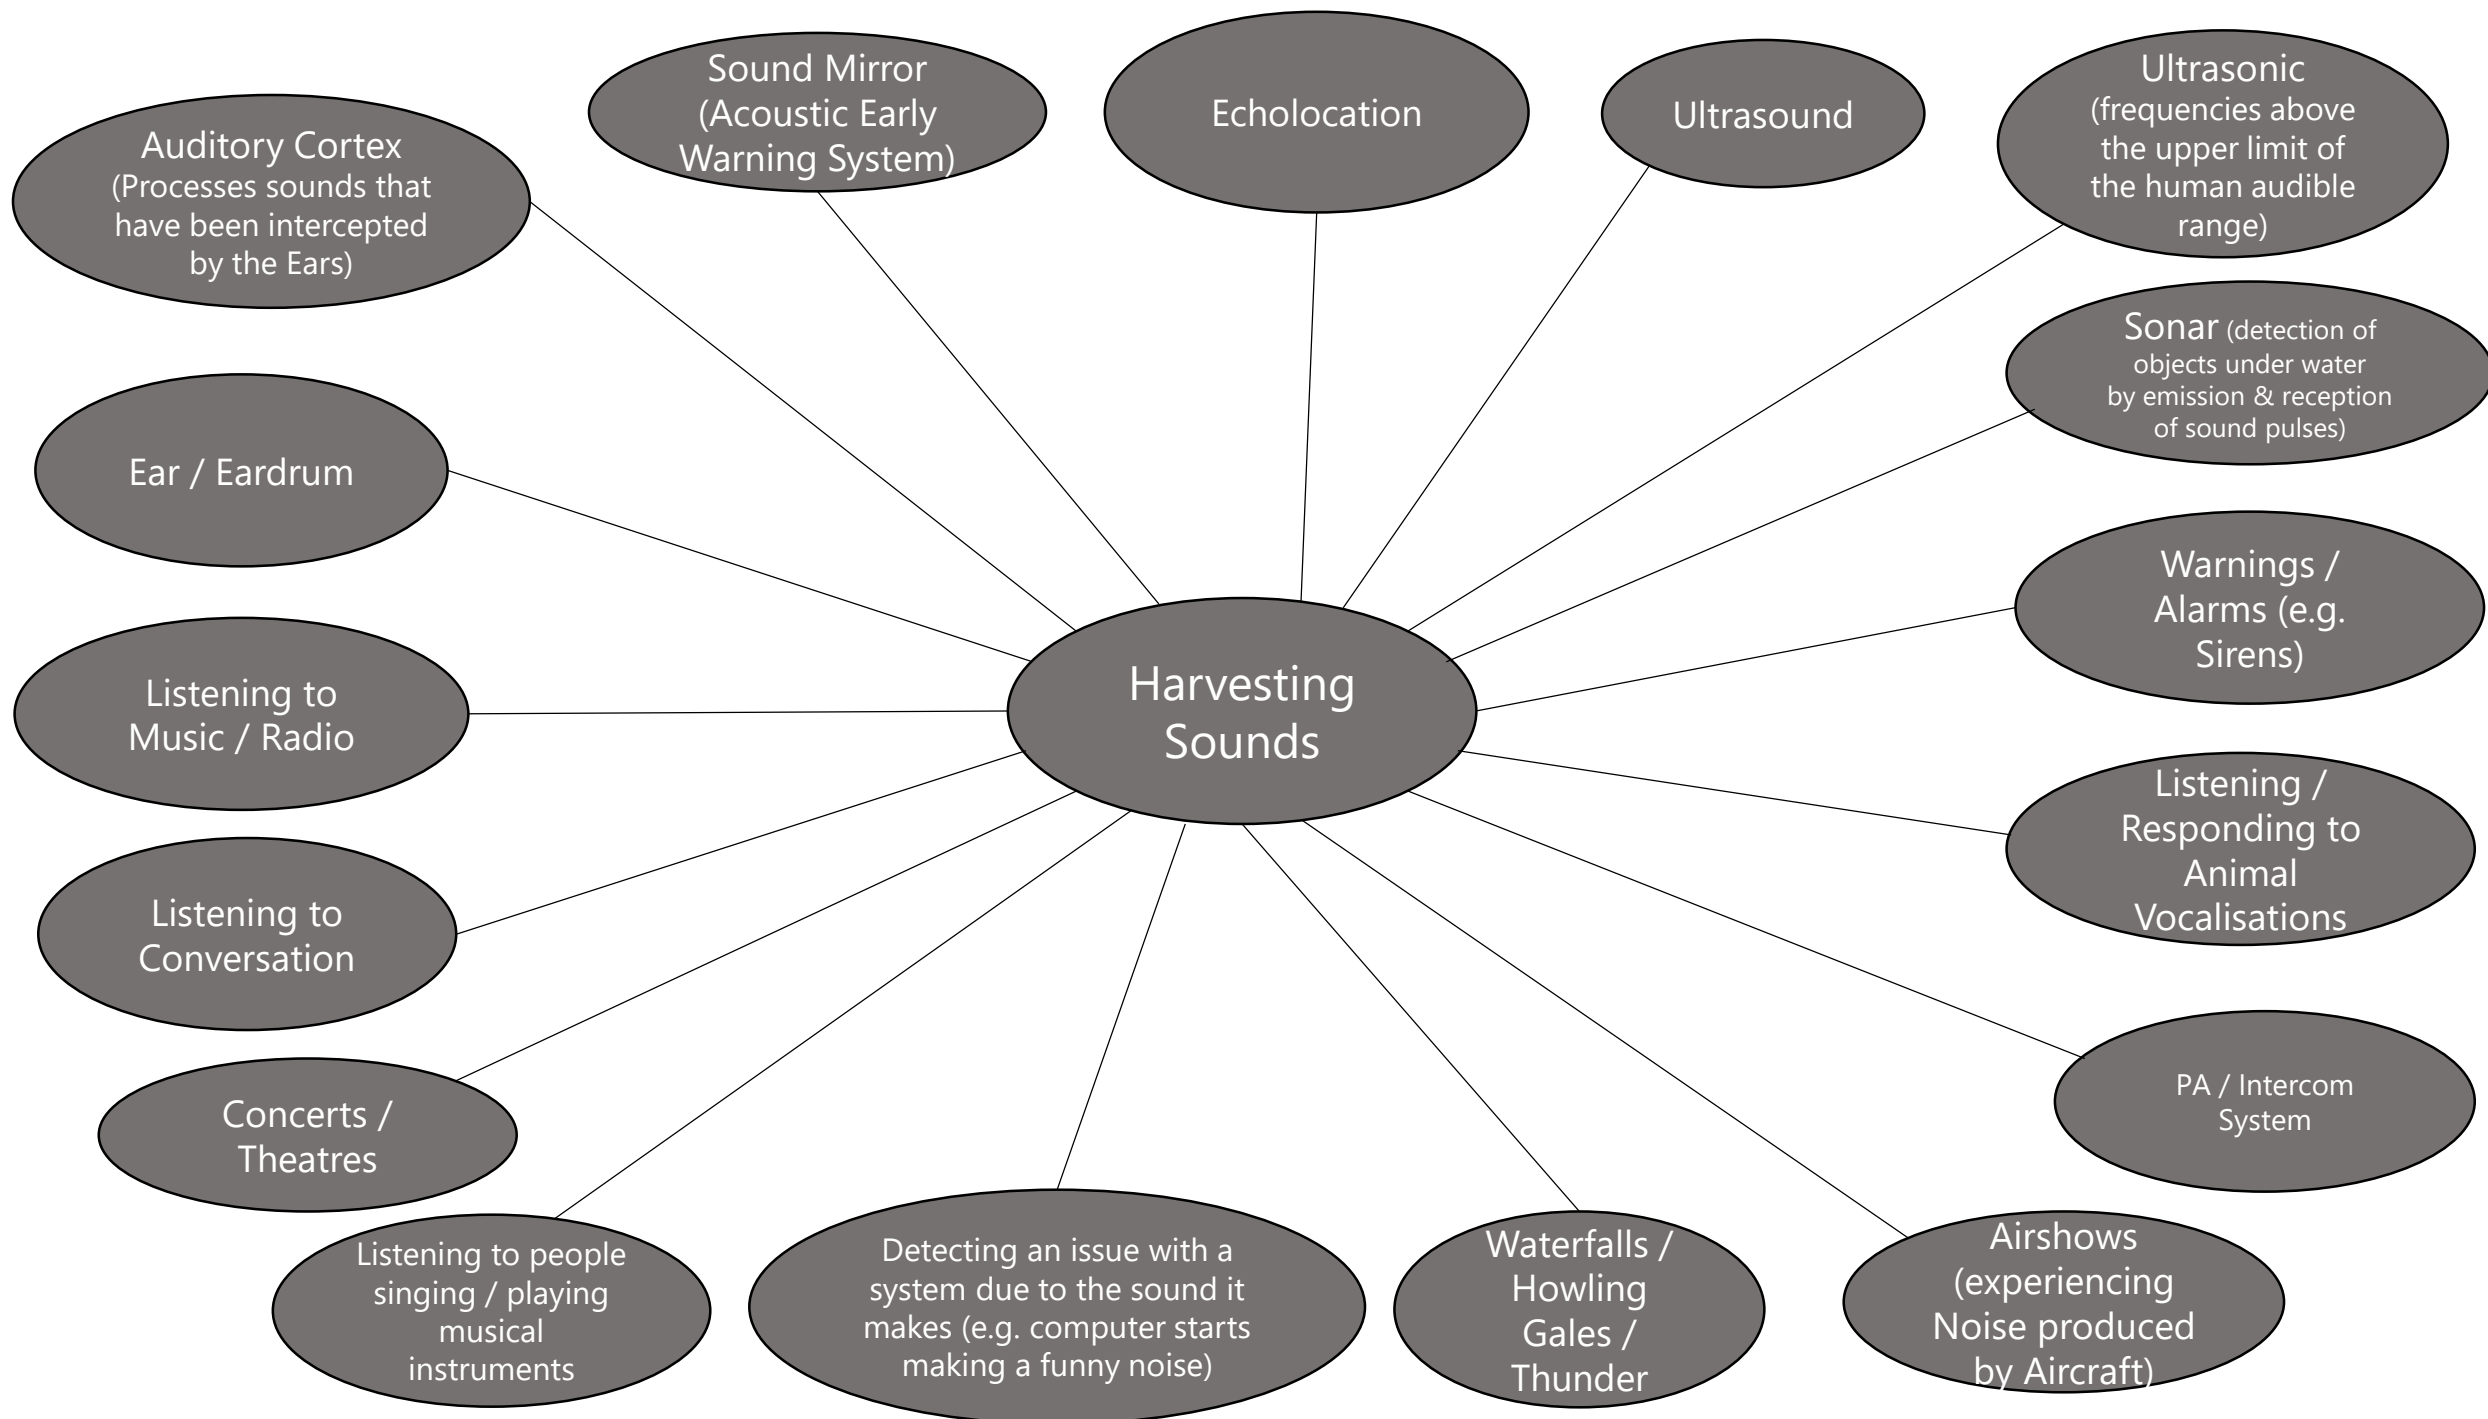 Sound Mirror
(Acoustic Early
Warning System)
Echolocation
Ultrasound
Ultrasonic
(frequencies above
the upper limit of
the human audible
range)
Auditory Cortex
(Processes sounds that
have been intercepted
by the Ears)
Sonar (detection of
objects under water
by emission & reception
of sound pulses)
Ear / Eardrum
Warnings /
Alarms (e.g.
Sirens)
Harvesting
Sounds
Listening to
Music / Radio
Listening /
Responding to
Animal
Vocalisations
Listening to
Conversation
PA / Intercom
System
Concerts /
Theatres
Listening to people
singing / playing
musical
instruments
Detecting an issue with a
system due to the sound it
makes (e.g. computer starts
making a funny noise)
Waterfalls /
Howling
Gales /
Thunder
Airshows
(experiencing
Noise produced
by Aircraft)